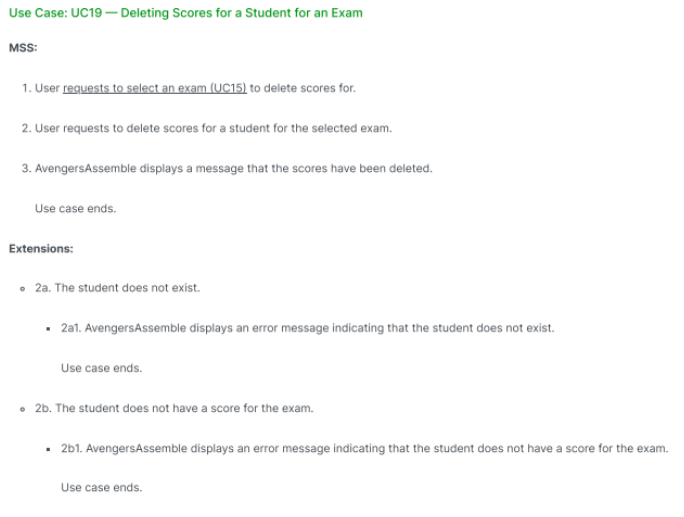 Use Case: UC19 — Deleting Scores for a Student for an Exam
MSS:
1. User requests to select an exam (UC15) to delete scores for.
2. User requests to delete scores for a student for the selected exam.
3. AvengersAssemble displays a message that the scores have been deleted.
Use case ends.
Extensions:
2a. The student does not exist.
2a1. AvengersAssemble displays an error message indicating that the student does not exist.
Use case ends.
2b. The student does not have a score for the exam.
2b1. AvengersAssemble displays an error message indicating that the student does not have a score for the exam.
Use case ends.